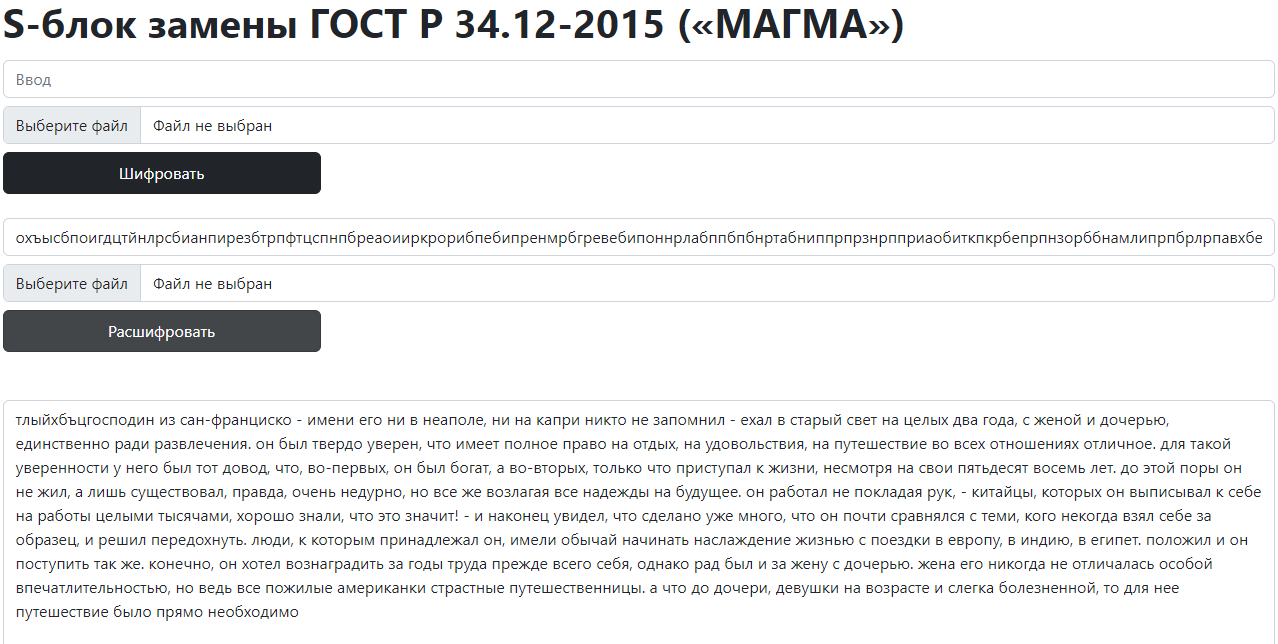 S-блок замены ГОСТ Р 34.12-2015 («МАГМА»)
Ввод
Выберите файл Файл не выбран
Шифровать
охъысбпоигдцтйнлрсбианпирезбтрпфтцспнпбреаоииркрорибпебипренмрбгревебипоннрлабппбпбнртабниппрпрзнрпприаобиткпкрбепрпнзорббнамлипрпбрлрпавхбе
Выберите файл Файл не выбран
Расшифровать
тлыйхбъцгосподин из сан-франциско - имени его ни в неаполе, ни на капри никто не запомнил - ехал в старый свет на целых два года, с женой и дочерью,
единственно ради развлечения. он был твердо уверен, что имеет полное право на отдых, на удовольствия, на путешествие во всех отношениях отличное. для такой
уверенности у него был тот довод, что, во-первых, он был богат, а во-вторых, только что приступал к жизни, несмотря на свои пятьдесят восемь лет. до этой поры он
не жил, а лишь существовал, правда, очень недурно, но все же возлагая все надежды на будущее. он работал не покладая рук, - китайцы, которых он выписывал к себе
на работы целыми тысячами, хорошо знали, что это значит! - и наконец увидел, что сделано уже много, что он почти сравнялся с теми, кого некогда взял себе за
образец, и решил передохнуть. люди, к которым принадлежал он, имели обычай начинать наслаждение жизнью с поездки в европу, в индию, в египет. положил и он
поступить так же. конечно, он хотел вознаградить за годы труда прежде всего себя, однако рад был и за жену с дочерью. жена его никогда не отличалась особой
впечатлительностью, но ведь все пожилые американки страстные путешественницы. а что до дочери, девушки на возрасте и слегка болезненной, то для нее
путешествие было прямо необходимо